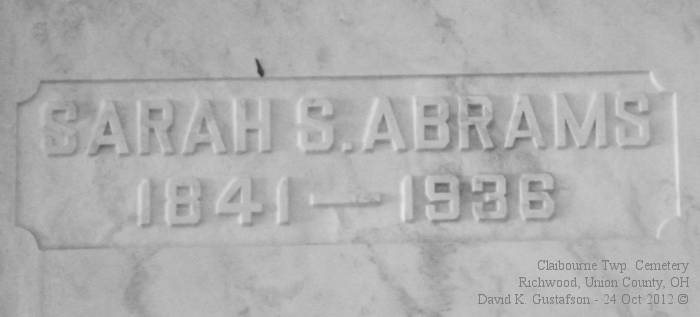 SARAH S. ABRAMS
1841 — 1936
Claibourne Twp. Cemetery
Richwood, Union County, OH
David K. Gustafson - 24 Oct 2012 ©